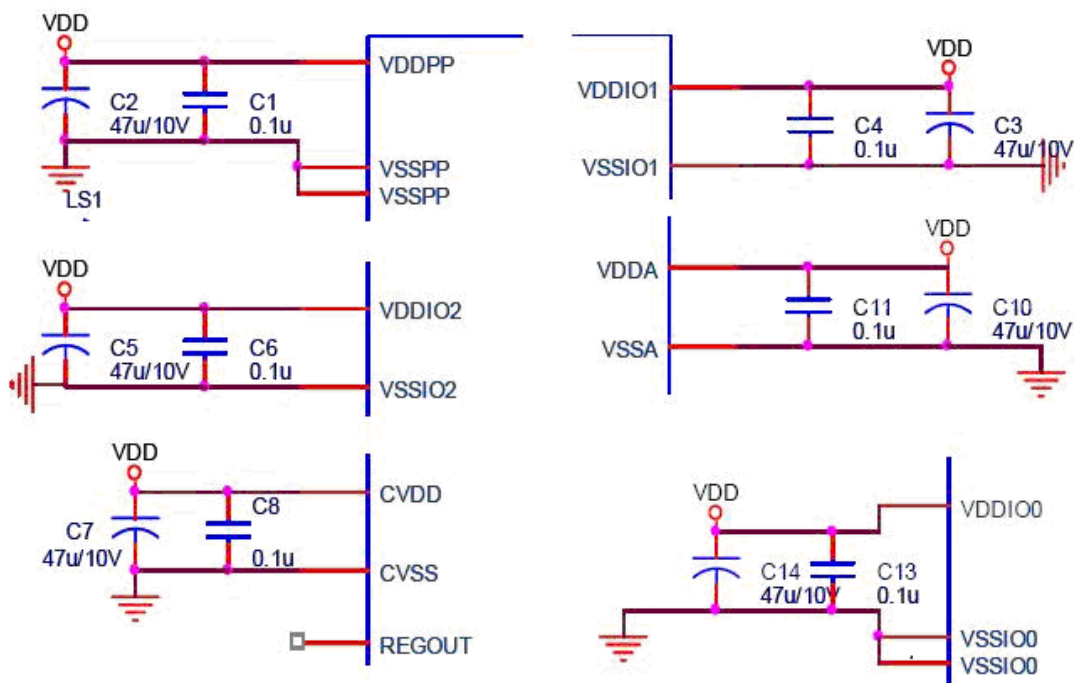 VDD
VDDPP
C2
47u/10V
C1
0.1u
VSSPP
VSSPP
LS1
VDD
VDDIO1
C4
0.1u
C3
47u/10V
VSSIO1
VDD
VDDIO2
C5
47u/10V
C6
0.1u
VSSIO2
VDD
VDDA
C11
0.1u
C10
47u/10V
VSSA
VDD
CVDD
C7
47u/10V
C8
0.1u
CVSS
REGOUT
VDD
VDDIO0
C14
47u/10V
C13
0.1u
VSSIO0
VSSIO0